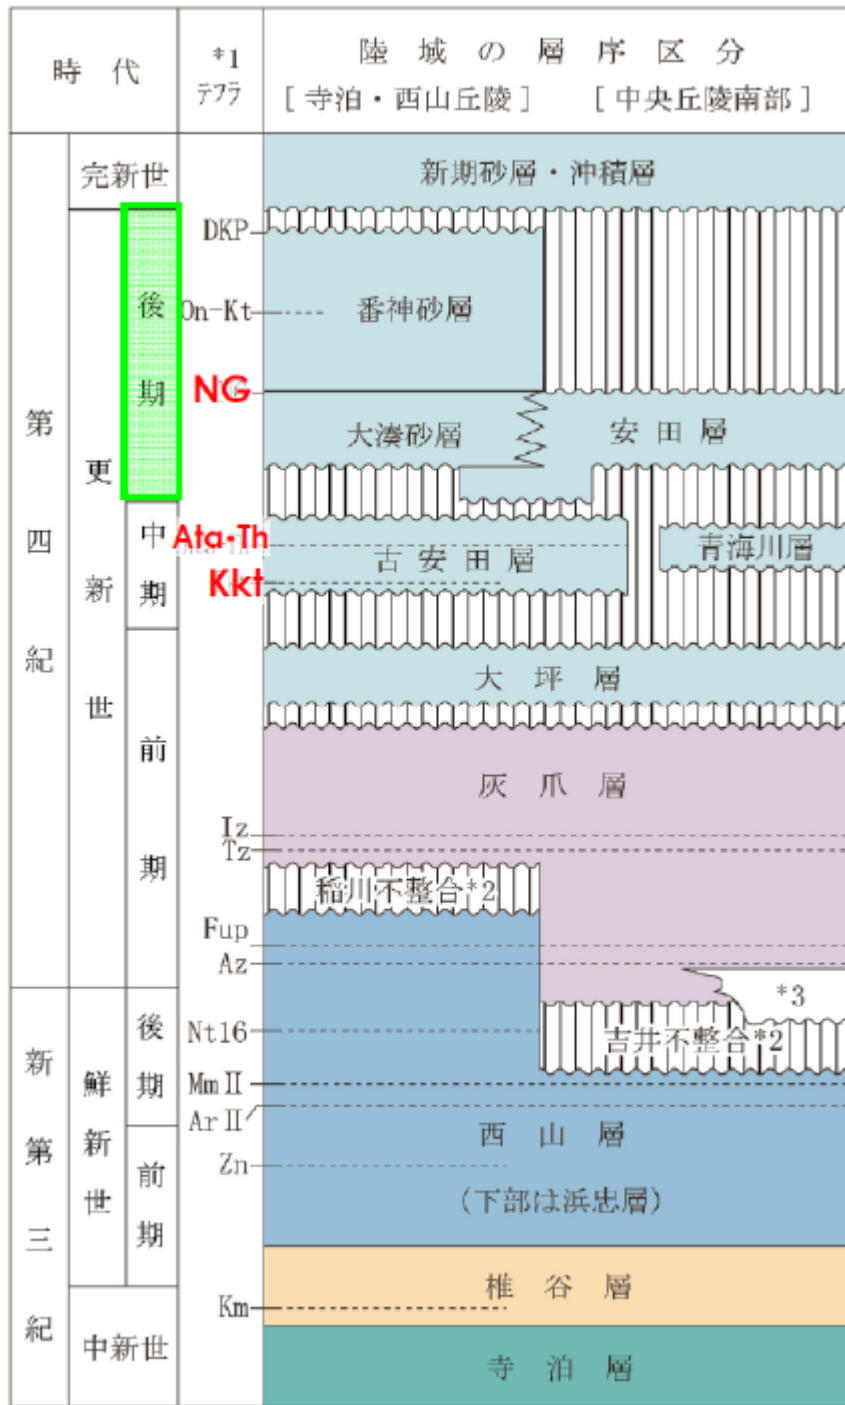 時代
*1
テフラ
陸域の層序区分
[寺泊・西山丘陵] [中央丘陵南部]
第四紀
新第三紀
完新世
更新世
鮮新世
中新世
後期
中期
前期
後期
前期
DKP
On-Kt
NG
Ata・Th
Kkt
Iz
Tz
Fup
Az
Nt16
MmⅡ
ArⅡ
Zn
Km
新期砂層・沖積層
番神砂層
大湊砂層 安田層
古安田層 青海川層
大坪層
灰爪層
稲川不整合*2
*3
吉井不整合*2
西山層
(下部は浜忠層)
椎谷層
寺泊層